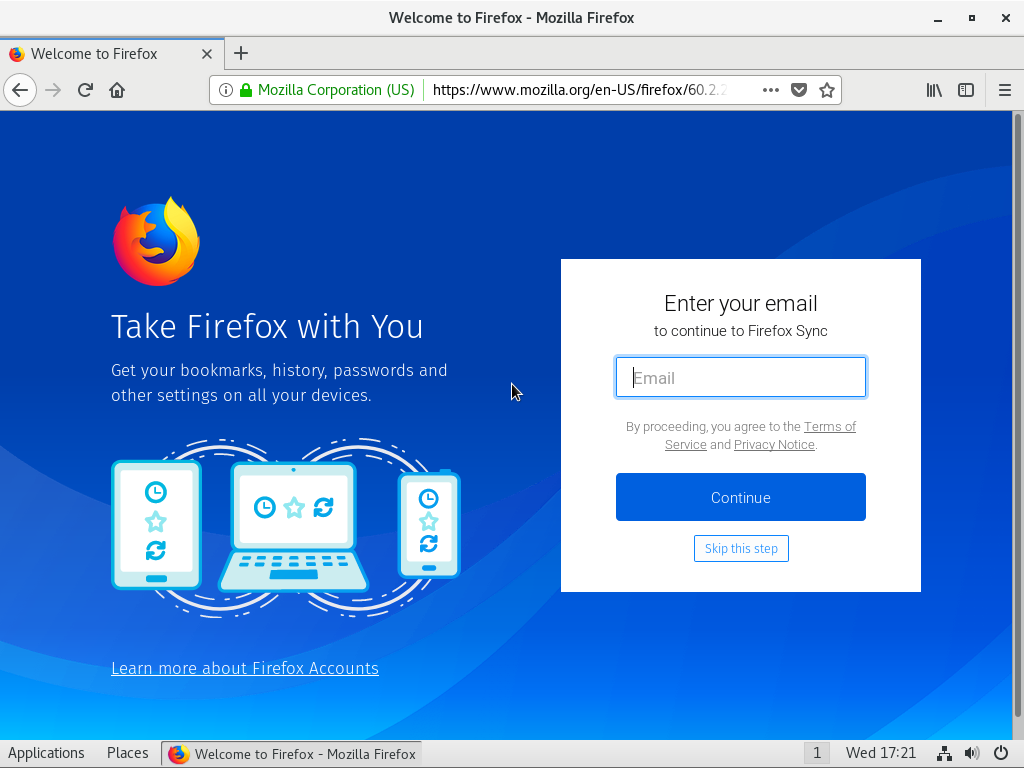 Welcome to Firefox - Mozilla Firefox
Welcome to Firefox
Mozilla Corporation (US)
https://www.mozilla.org/en-US/firefox/60.2.2
Take Firefox with You
Get your bookmarks, history, passwords and
other settings on all your devices.
Learn more about Firefox Accounts
Enter your email
to continue to Firefox Sync
Email
By proceeding, you agree to the Terms of
Service and Privacy Notice.
Continue
Skip this step
Applications
Places
Welcome to Firefox - Mozilla Firefox
1
Wed 17:21